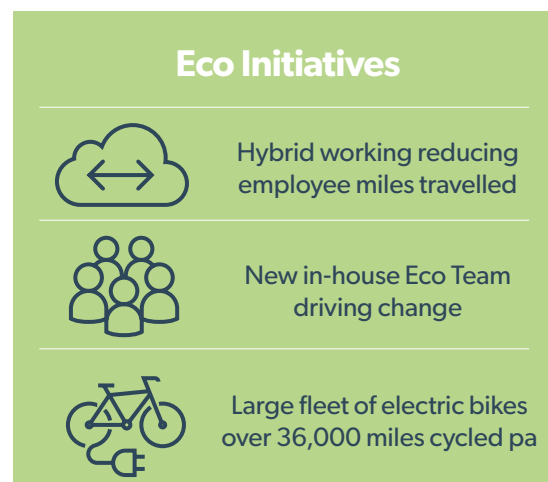 Eco Initiatives
Hybrid working reducing
employee miles travelled
New in-house Eco Team
driving change
Large fleet of electric bikes
over 36,000 miles cycled pa